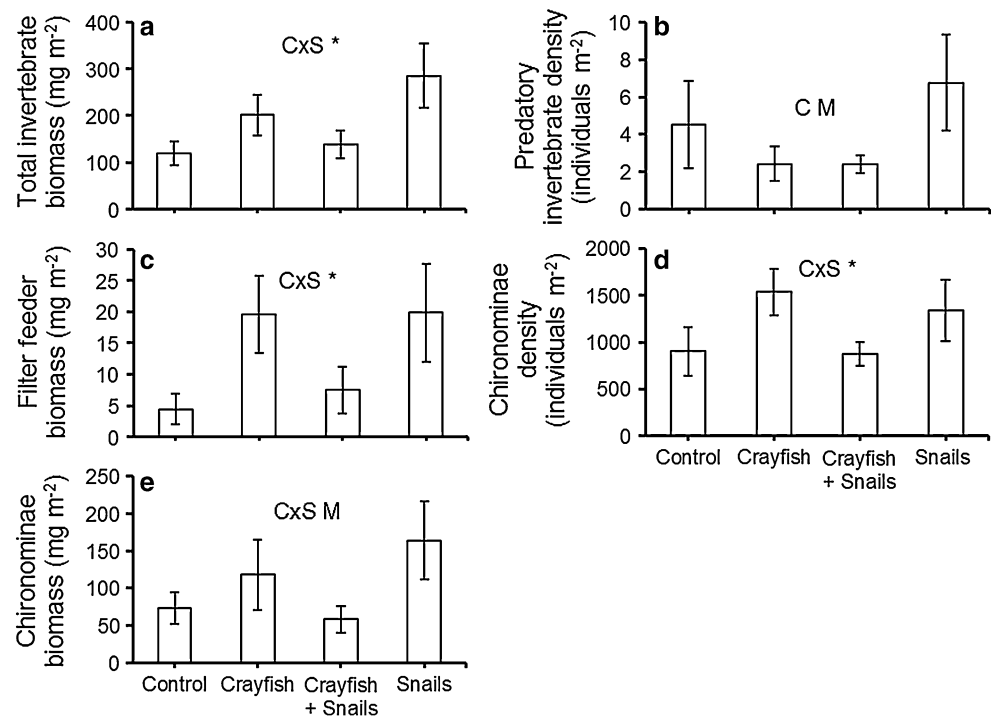 a
CxS *
Total invertebrate
biomass (mg m-2)
400
300
200
100
0
b
C M
Predatory
invertebrate density
(individuals m-2)
10
8
6
4
2
0
c
CxS *
Filter feeder
biomass (mg m-2)
30
25
20
15
10
5
0
d
CxS *
Chironominae
density
(individuals m-2)
2000
1500
1000
500
0
Control Crayfish Crayfish Snails
+ Snails
e
CxS M
Chironominae
biomass (mg m-2)
250
200
150
100
50
0
Control Crayfish Crayfish Snails
+ Snails